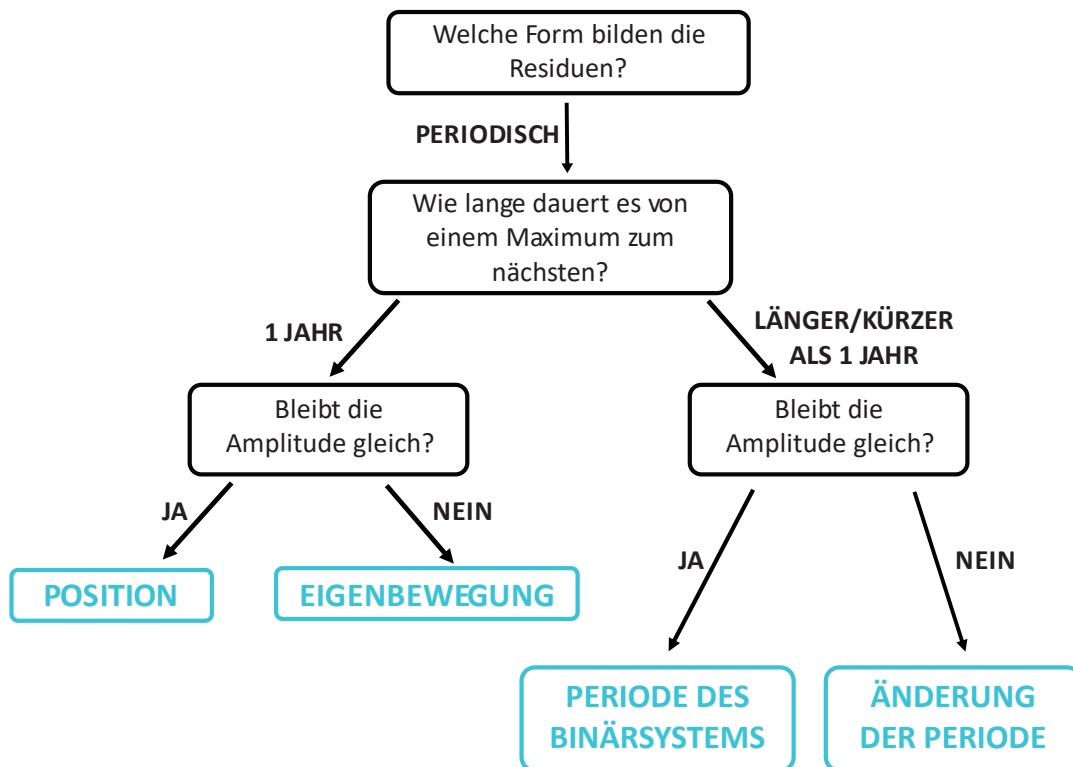 Welche Form bilden die
Residuen?
PERIODISCH
Wie lange dauert es von
einem Maximum zum
nächsten?
1 JAHR
LÄNGER/KÜRZER
ALS 1 JAHR
Bleibt die
Amplitude gleich?
Bleibt die
Amplitude gleich?
JA
NEIN
JA
NEIN
POSITION
EIGENBEWEGUNG
PERIODE DES
BINÄRSYSTEMS
ÄNDERUNG
DER PERIODE